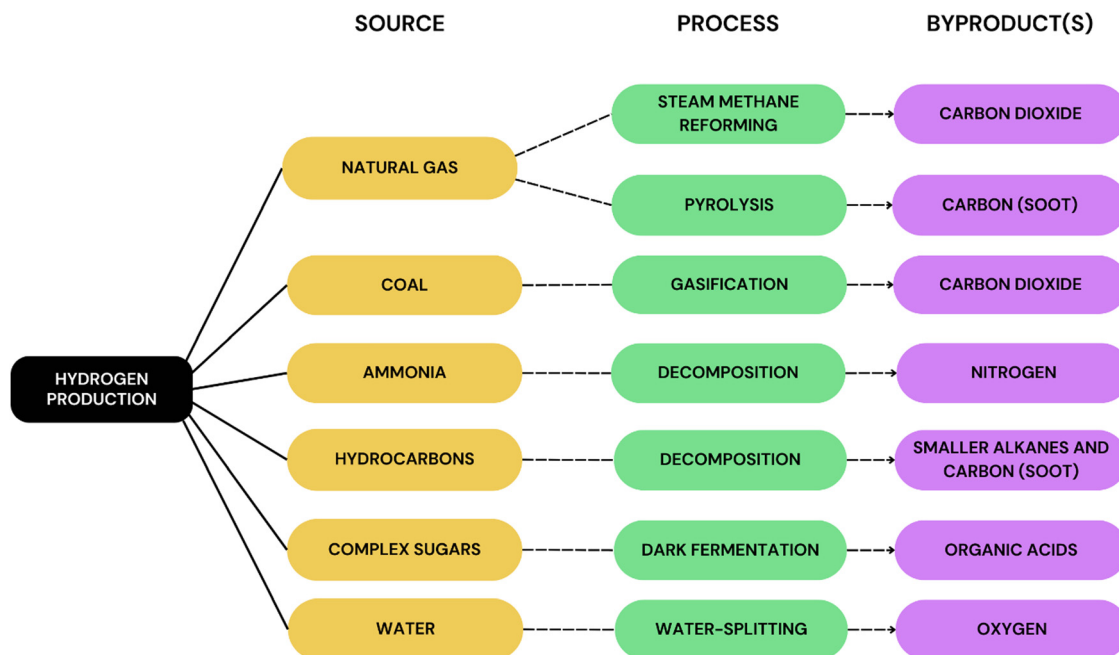 SOURCE
PROCESS
BYPRODUCT(S)
STEAM METHANE
REFORMING
CARBON DIOXIDE
NATURAL GAS
PYROLYSIS
CARBON (SOOT)
COAL
GASIFICATION
CARBON DIOXIDE
HYDROGEN
PRODUCTION
AMMONIA
DECOMPOSITION
NITROGEN
HYDROCARBONS
DECOMPOSITION
SMALLER ALKANES AND
CARBON (SOOT)
COMPLEX SUGARS
DARK FERMENTATION
ORGANIC ACIDS
WATER
WATER-SPLITTING
OXYGEN